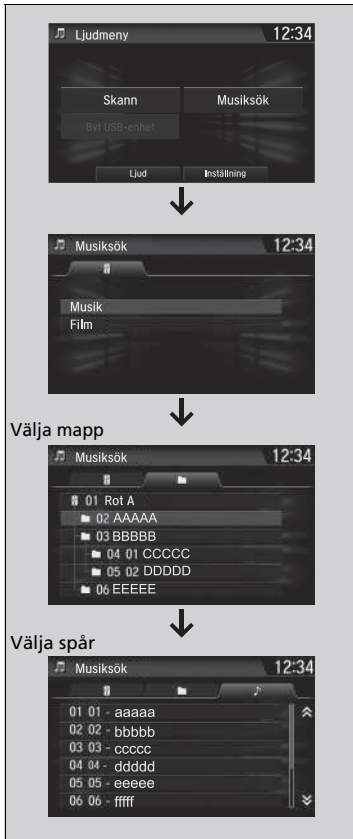 Ljudmeny 12:34
Skann Musiksök
Byt USB-enhet
Ljud Inställning
Musiksök 12:34
Musik
Film
Välja mapp
Musiksök 12:34
01 Rot A
02 AAAAA
03 BBBBB
04 01 CCCCC
05 02 DDDDD
06 EEEEE
Välja spår
Musiksök 12:34
01 01 - aaaaa
02 02 - bbbbb
03 03 - ccccc
04 04 - ddddd
05 05 - eeeee
06 06 - fffff